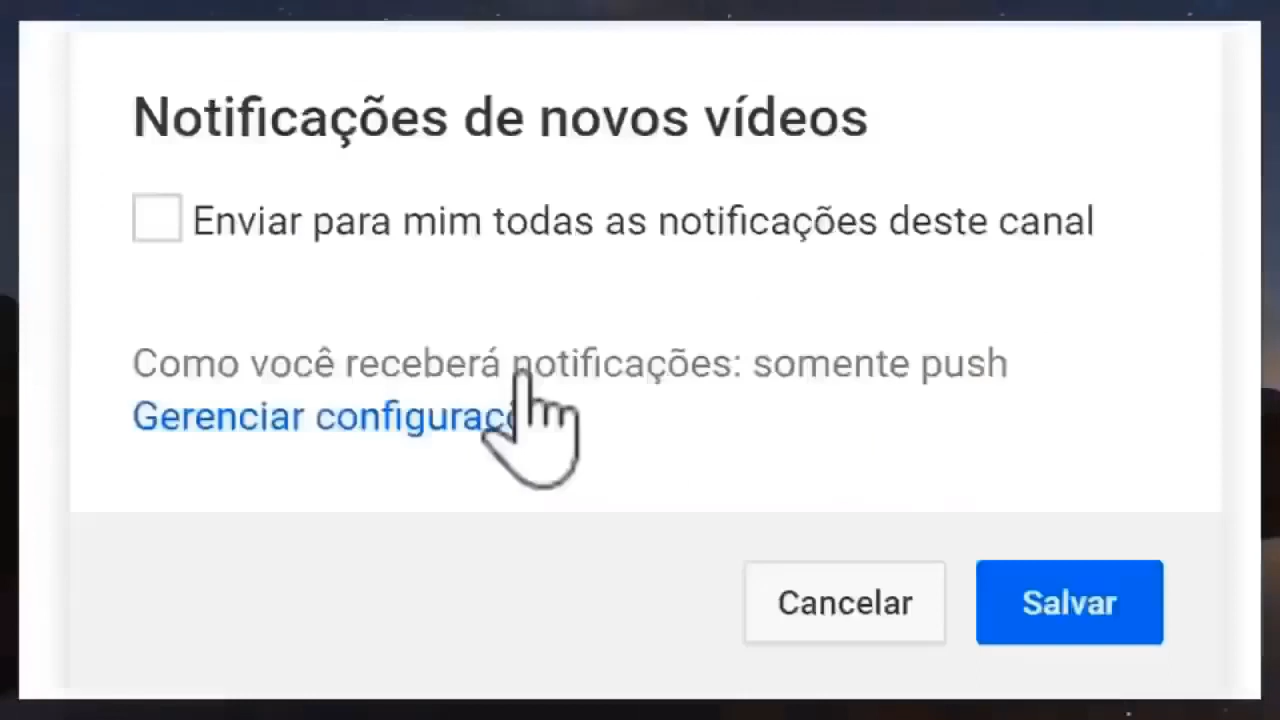 Notificações de novos vídeos
Enviar para mim todas as notificações deste canal
Como você receberá notificações: somente push
Gerenciar
Cancelar
Salvar